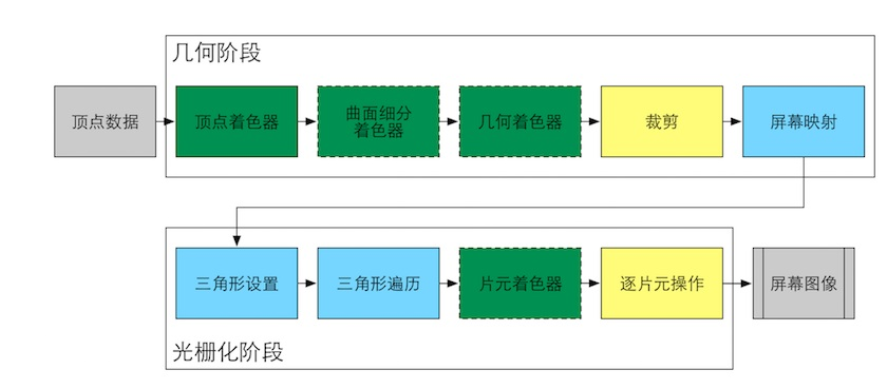 几何阶段
顶点数据
顶点着色器
曲面细分
着色器
几何着色器
裁剪
屏幕映射
三角形设置
三角形遍历
片元着色器
逐片元操作
屏幕图像
光栅化阶段